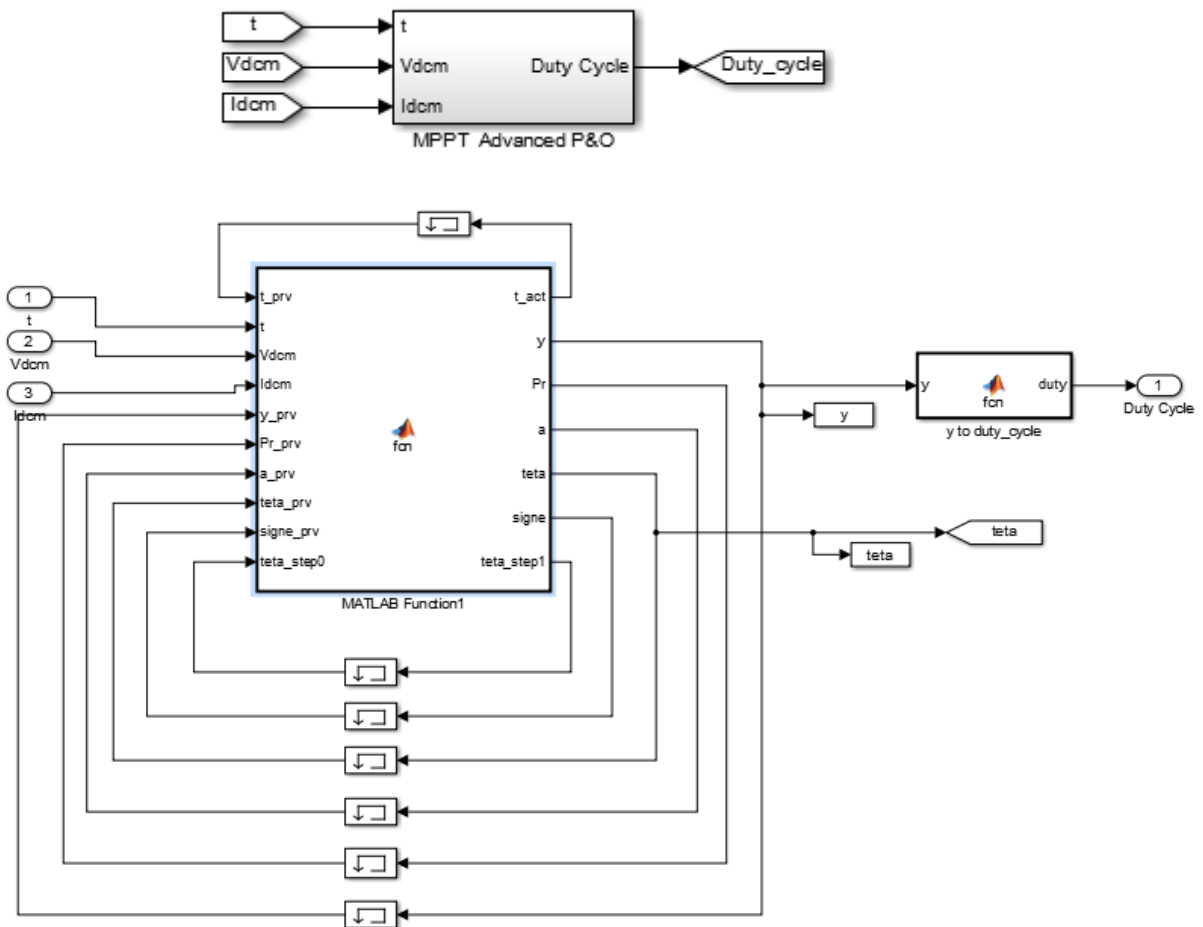 t
Vdcm
Idcm
t
Vdcm
Idcm
Duty Cycle
Duty_cycle
MPPT Advanced P&O
1
t
2
Vdcm
3
Idcm
t_prv
t
Vdcm
Idcm
y_prv
Pr_prv
a_prv
teta_prv
signe_prv
teta_step0
fcn
t_act
y
Pr
a
teta
signe
teta_step1
MATLAB Function1
y
fcn
duty
y to duty_cycle
1
Duty Cycle
y
teta
teta